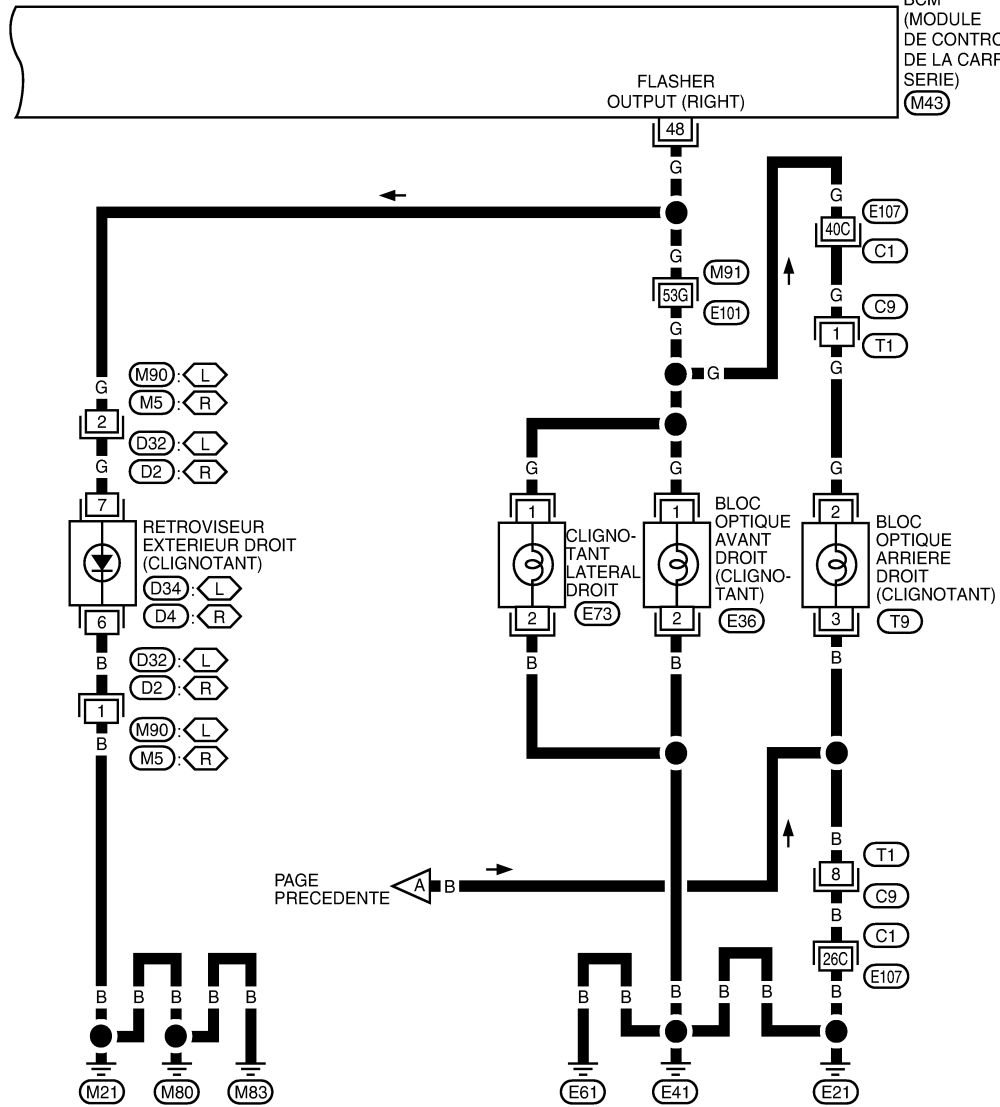 BCM
(MODULE
DE CONTRO
DE LA CARR
SERIE)
M43
FLASHER
OUTPUT (RIGHT)
48
G
G
E107
40C
C1
G
M91
53G
E101
G
C9
1
T1
G
G
G
M90 : L
M5 : R
2
D32 : L
D2 : R
G
G
G
G
7
1
1
2
RETROVISEUR
EXTERIEUR DROIT
(CLIGNOTANT)
D34 : L
D4 : R
6
CLIGNO-
TANT
LATERAL
DROIT
E73
2
BLOC
OPTIQUE
AVANT
DROIT
(CLIGNO-
TANT)
E36
2
BLOC
OPTIQUE
ARRIERE
DROIT
(CLIGNOTANT)
T9
3
B
B
B
B
D32 : L
D2 : R
1
M90 : L
M5 : R
B
PAGE
PRECEDENTE
A
B
B
T1
8
C9
B
C1
26C
E107
B
B
B
B
B
B
B
B
B
B
B
M21
M80
M83
E61
E41
E21